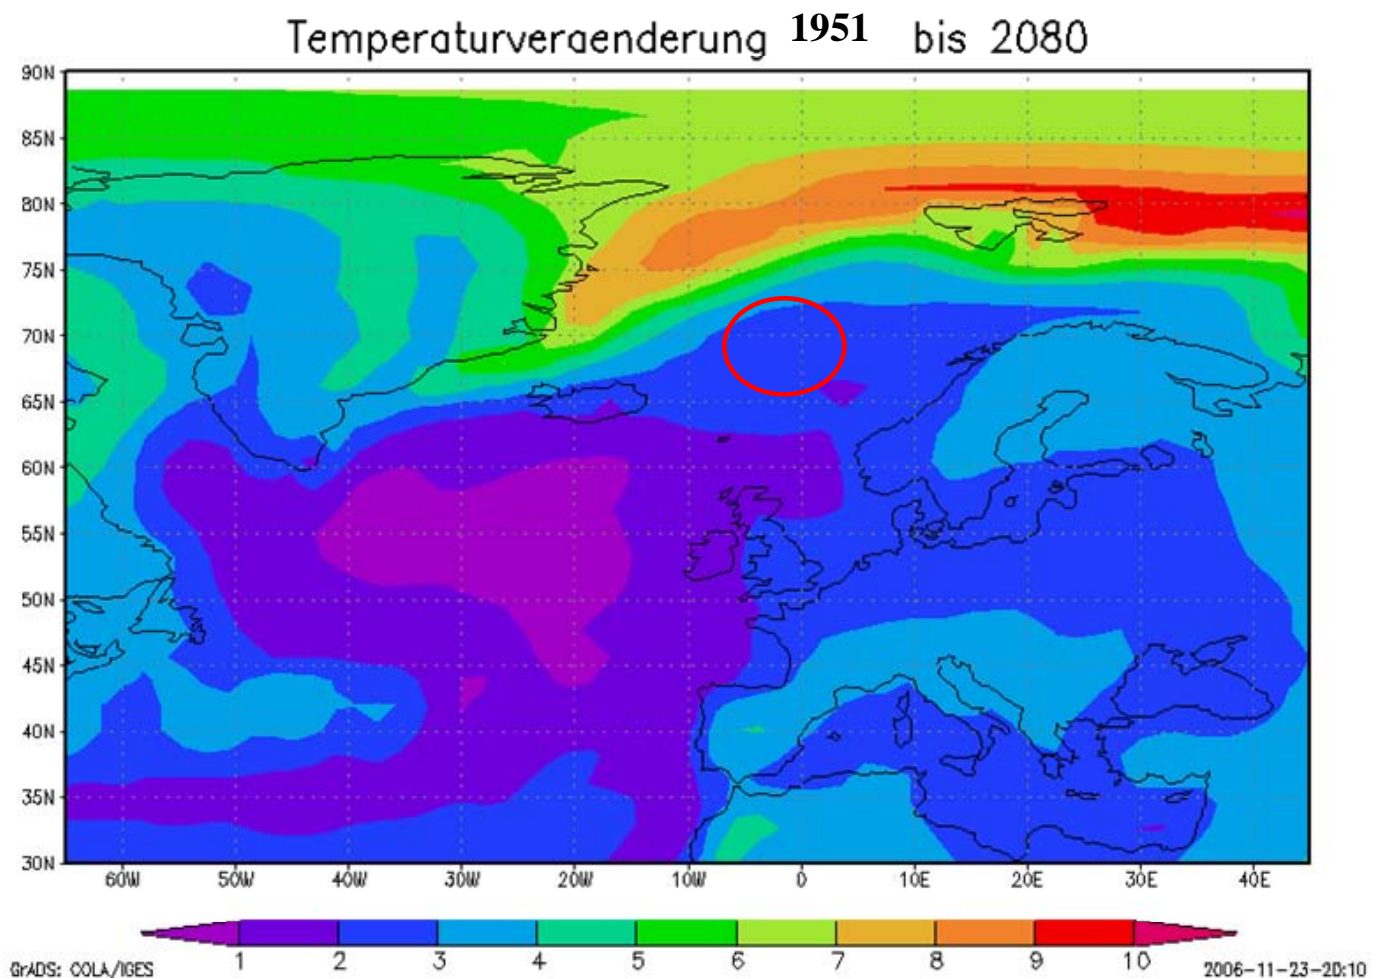 Temperaturveraenderung 1951 bis 2080
90N
85N
80N
75N
70N
65N
60N
55N
50N
45N
40N
35N
30N
60W 50W 40W 30W 20W 10W 0 10E 20E 30E 40E
1 2 3 4 5 6 7 8 9 10
GrADS: COLA/IGES 2006-11-23-20:10